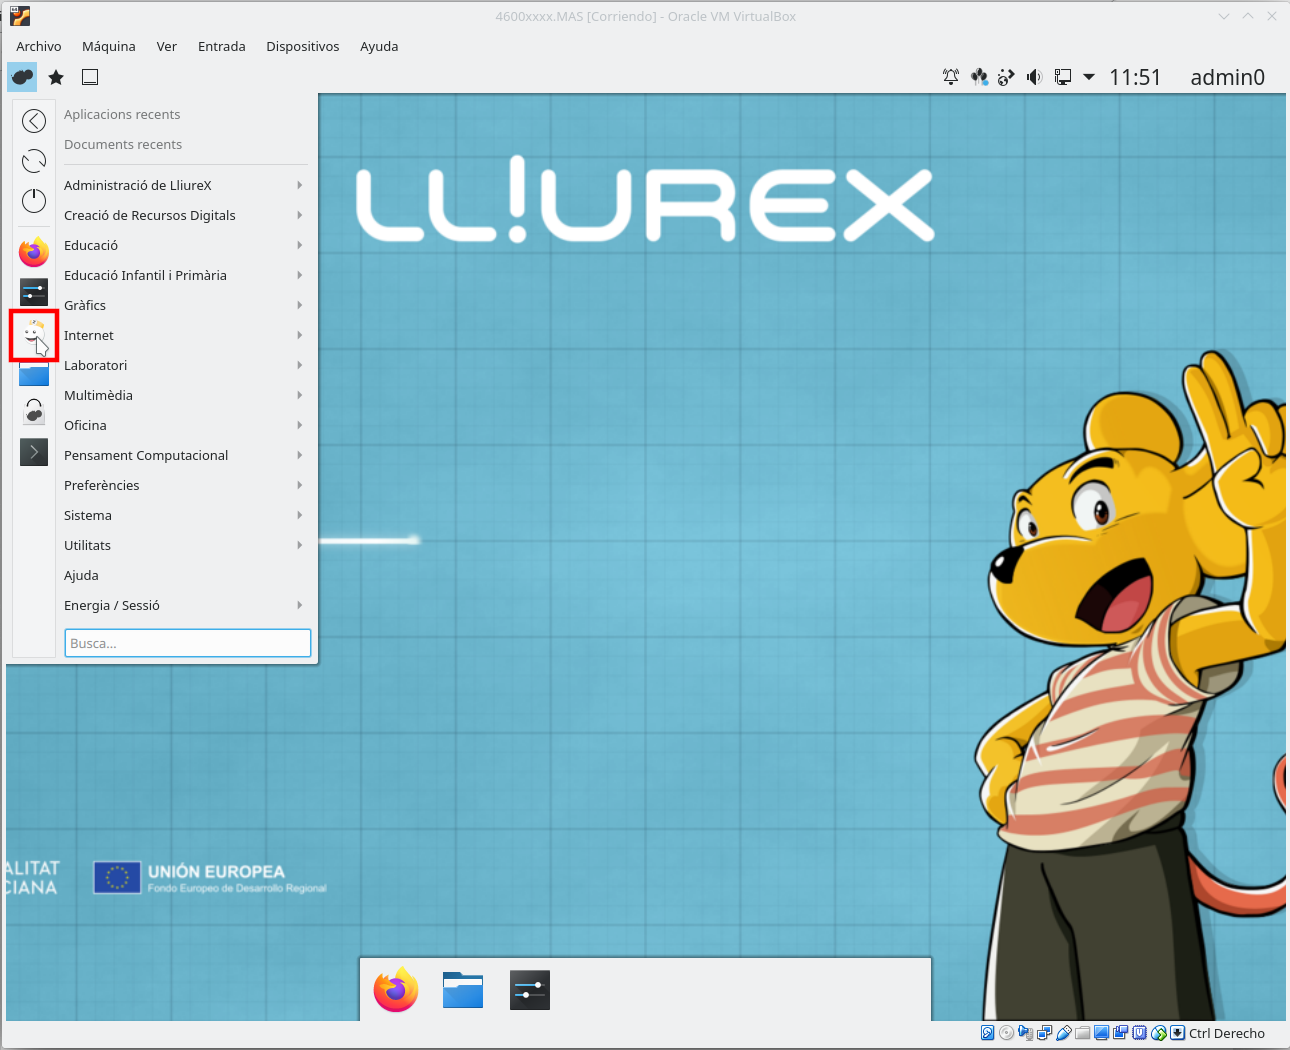 4600xxxx.MAS [Corriendo] - Oracle VM VirtualBox
Archivo Máquina Ver Entrada Dispositivos Ayuda
11:51 admin0
Aplicacions recents
Documents recents
Administració de LliureX
Creació de Recursos Digitals
Educació
Educació Infantil i Primària
Gràfics
Internet
Laboratori
Multimèdia
Oficina
Pensament Computacional
Preferències
Sistema
Utilitats
Ajuda
Energia / Sessió
Busca...
LL!UREX
ALITAT
CIANA
UNIÓN EUROPEA
Fondo Europeo de Desarrollo Regional
Ctrl Derecho